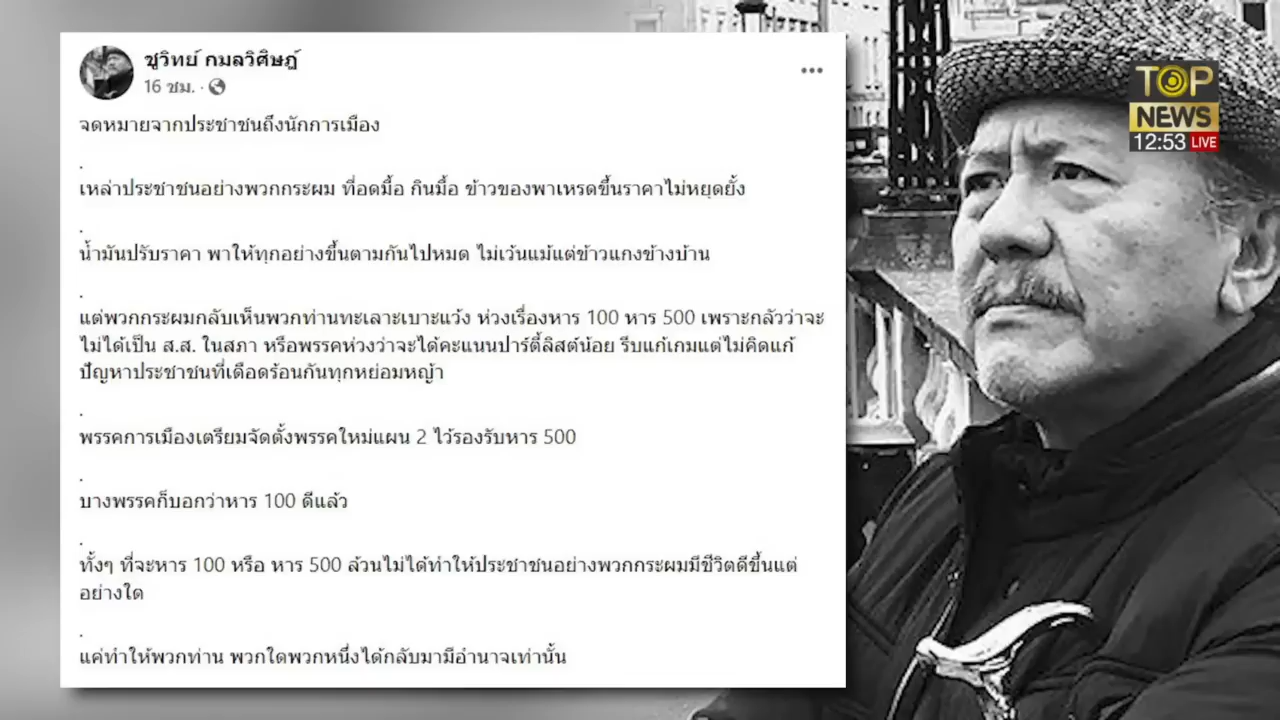 ชูวิทย์ กมลวิศิษฎ์
16 ชม.
จดหมายจากประชาชนถึงนักการเมือง
.
เหล่าประชาชนอย่างพวกกระผม ที่อดมื้อ กินมื้อ ข้าวของพาเหรดขึ้นราคาไม่หยุดยั้ง
.
น้ำมันปรับราคา พาให้ทุกอย่างขึ้นตามกันไปหมด ไม่เว้นแม้แต่ข้าวแกงข้างบ้าน
.
แต่พวกกระผมกลับเห็นพวกท่านทะเลาะเบาะแว้ง ห่วงเรื่องหาร 100 หาร 500 เพราะกลัวว่าจะ
ไม่ได้เป็น ส.ส. ในสภา หรือพรรคห่วงว่าจะได้คะแนนปาร์ตี้ลิสต์น้อย รีบแก้เกมแต่ไม่คิดแก้
ปัญหาประชาชนที่เดือดร้อนกันทุกหย่อมหญ้า
.
พรรคการเมืองเตรียมจัดตั้งพรรคใหม่แผน 2 ไว้รองรับหาร 500
.
บางพรรคก็บอกว่าหาร 100 ดีแล้ว
.
ทั้งๆ ที่จะหาร 100 หรือ หาร 500 ล้วนไม่ได้ทำให้ประชาชนอย่างพวกกระผมมีชีวิตดีขึ้นแต่
อย่างใด
.
แค่ทำให้พวกท่าน พวกใดพวกหนึ่งได้กลับมามีอำนาจเท่านั้น
TOP
NEWS
12:53 LIVE